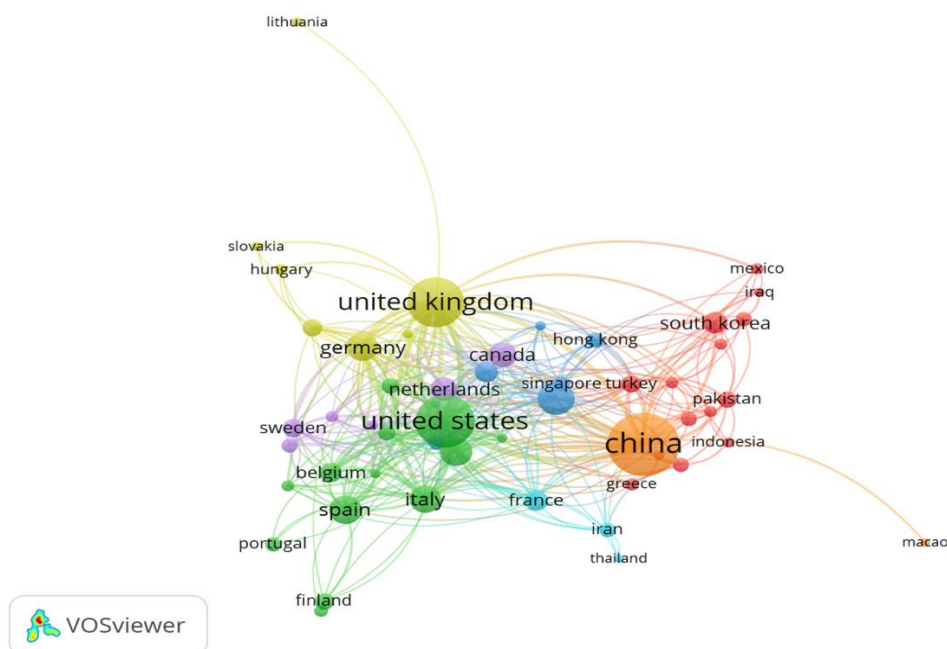 lithuania
slovakia
hungary
mexico
iraq
united kingdom
south korea
germany
hong kong
canada
netherlands
singapore turkey
pakistan
united states
sweden
china
indonesia
belgium
greece
italy
france
spain
iran
portugal
macao
thailand
finland
VOSviewer